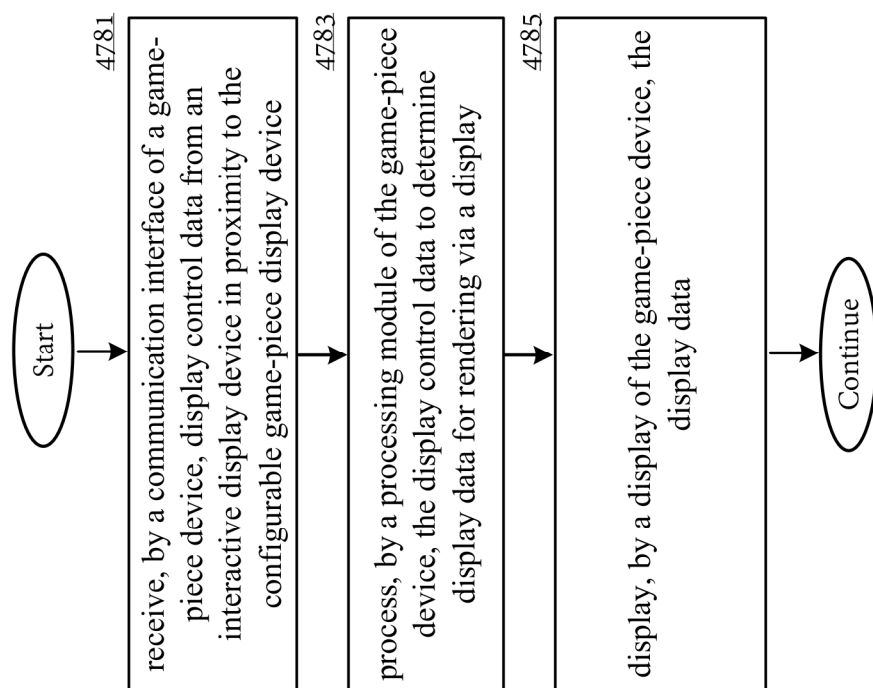 Start
4781
receive, by a communication interface of a game-
piece device, display control data from an
interactive display device in proximity to the
configurable game-piece display device
4783
process, by a processing module of the game-piece
device, the display control data to determine
display data for rendering via a display
4785
display, by a display of the game-piece device, the
display data
Continue